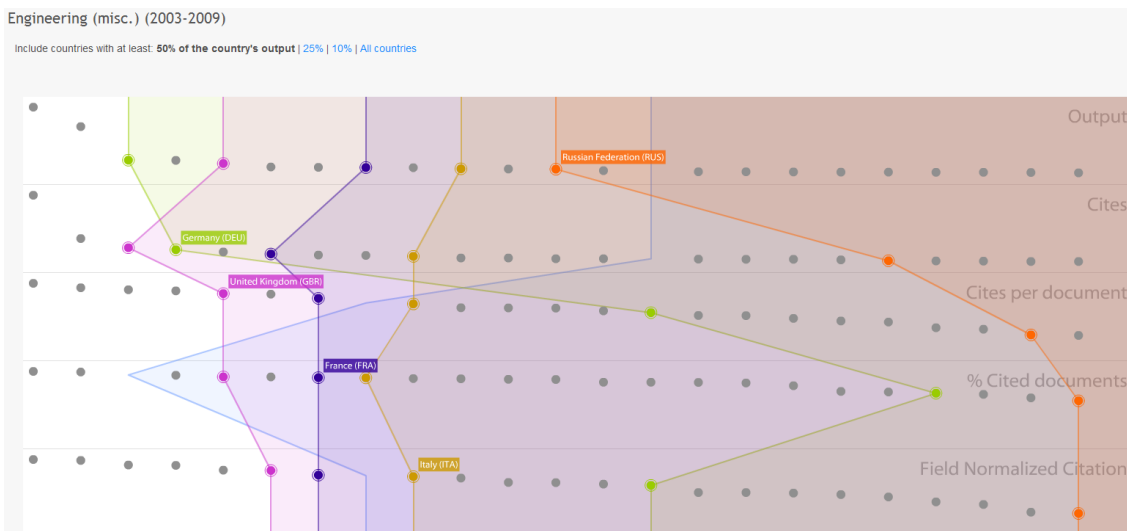 Engineering (misc.) (2003-2009)
Include countries with at least: 50% of the country's output | 25% | 10% | All countries
Output
Russian Federation (RUS)
Cites
Germany (DEU)
United Kingdom (GBR)
Cites per document
France (FRA)
% Cited documents
Italy (ITA)
Field Normalized Citation